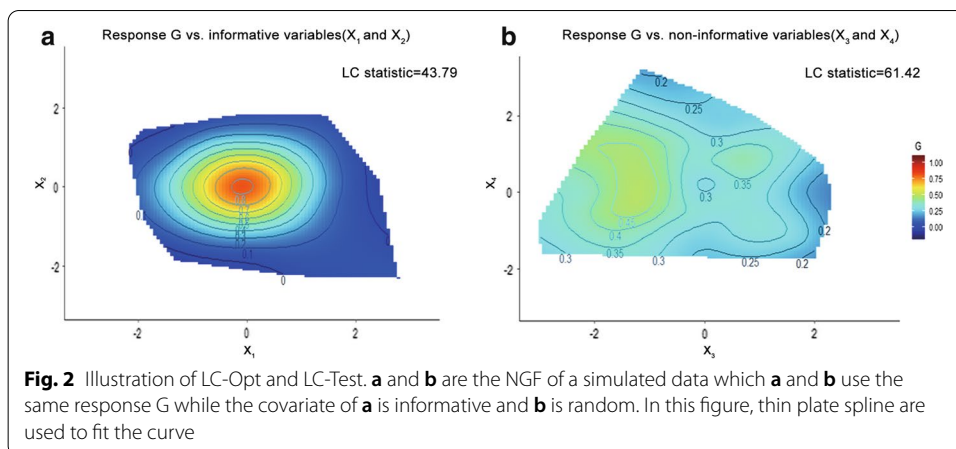 a
Response G vs. informative variables(X₁ and X₂)
LC statistic=43.79
2
0
-2
X₂
-2
0
2
X₁
0
0.1
0
b
Response G vs. non-informative variables(X₃ and X₄)
LC statistic=61.42
2
0
-2
X₄
-2
0
2
X₃
0.2
0.25
0.3
0.35
0.3
0.35
0.4
0.35
0.3
0.3
0.25
0.2
0.2
G
1.00
0.75
0.50
0.25
0.00
Fig. 2 Illustration of LC-Opt and LC-Test. a and b are the NGF of a simulated data which a and b use the
same response G while the covariate of a is informative and b is random. In this figure, thin plate spline are
used to fit the curve